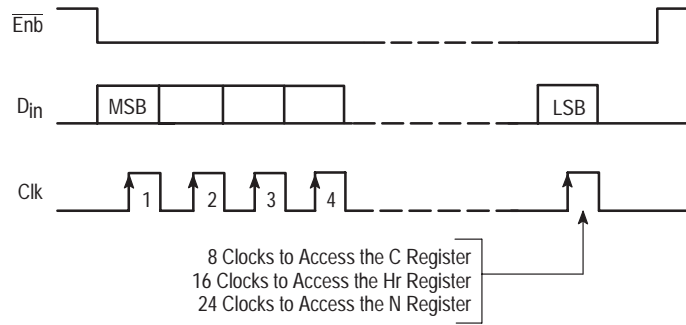 Enb
Din
MSB
LSB
Clk
1
2
3
4
8 Clocks to Access the C Register
16 Clocks to Access the Hr Register
24 Clocks to Access the N Register